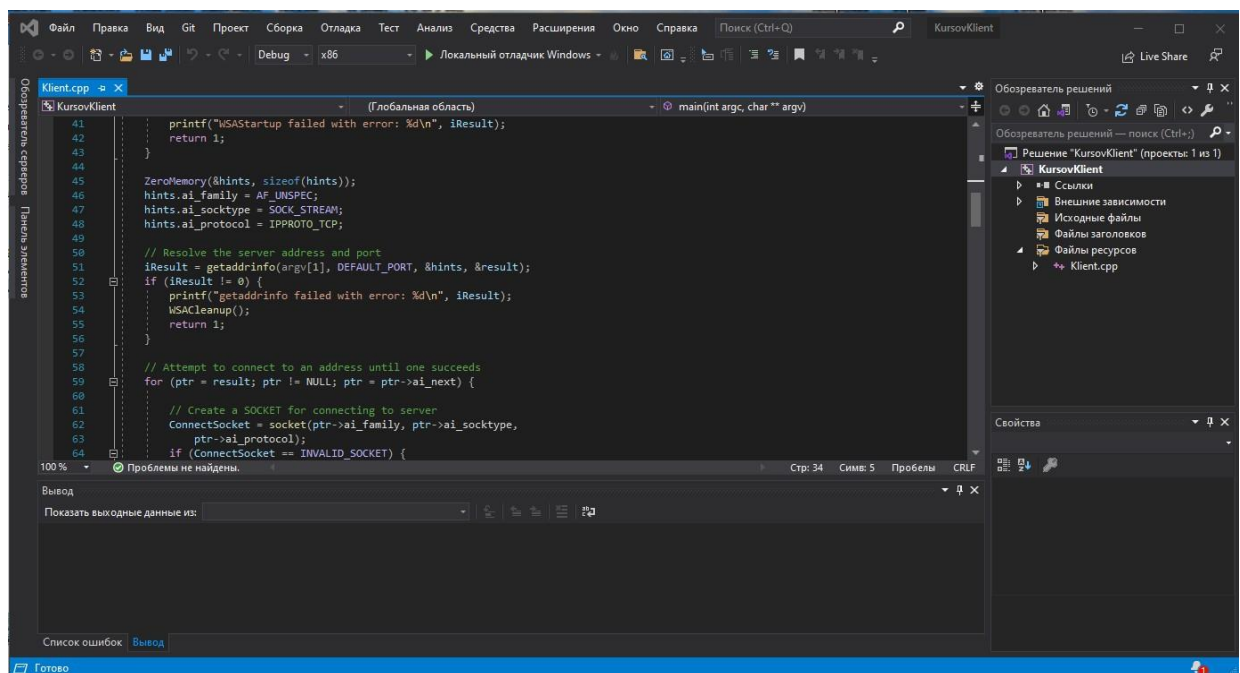 Файл Правка Вид Git Проект Сборка Отладка Тест Анализ Средства Расширения Окно Справка Поиск (Ctrl+Q) KursovKlient
Debug x86 Локальный отладчик Windows Live Share
Обозреватель серверов
Панель элементов
Klient.cpp
KursovKlient (Глобальная область) main(int argc, char ** argv)
41 printf("WSAStartup failed with error: %d\n", iResult);
42 return 1;
43 }
44
45 ZeroMemory(&hints, sizeof(hints));
46 hints.ai_family = AF_UNSPEC;
47 hints.ai_socktype = SOCK_STREAM;
48 hints.ai_protocol = IPPROTO_TCP;
49
50 // Resolve the server address and port
51 iResult = getaddrinfo(argv[1], DEFAULT_PORT, &hints, &result);
52 if (iResult != 0) {
53 printf("getaddrinfo failed with error: %d\n", iResult);
54 WSACleanup();
55 return 1;
56 }
57
58 // Attempt to connect to an address until one succeeds
59 for (ptr = result; ptr != NULL; ptr = ptr->ai_next) {
60
61 // Create a SOCKET for connecting to server
62 ConnectSocket = socket(ptr->ai_family, ptr->ai_socktype,
63 ptr->ai_protocol);
64 if (ConnectSocket == INVALID_SOCKET) {
100 % Проблемы не найдены. Стр: 34 Симв: 5 Пробелы CRLF
Вывод
Показать выходные данные из:
Список ошибок Вывод
Готово
Обозреватель решений
Обозреватель решений — поиск (Ctrl+;)
Решение "KursovKlient" (проекты: 1 из 1)
KursovKlient
Ссылки
Внешние зависимости
Исходные файлы
Файлы заголовков
Файлы ресурсов
Klient.cpp
Свойства
1